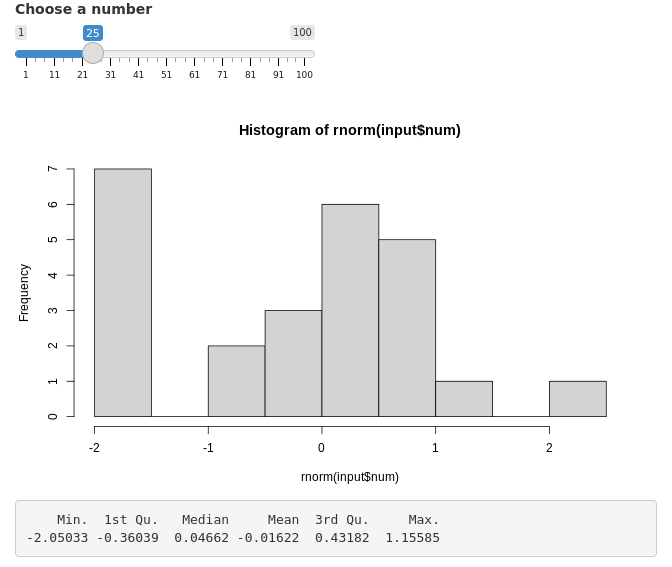 Choose a number
1 25 100
1 11 21 31 41 51 61 71 81 91 100
Histogram of rnorm(input$num)
Frequency
7
6
5
4
3
2
1
0
-2 -1 0 1 2
rnorm(input$num)
Min. 1st Qu. Median Mean 3rd Qu. Max.
-2.05033 -0.36039 0.04662 -0.01622 0.43182 1.15585